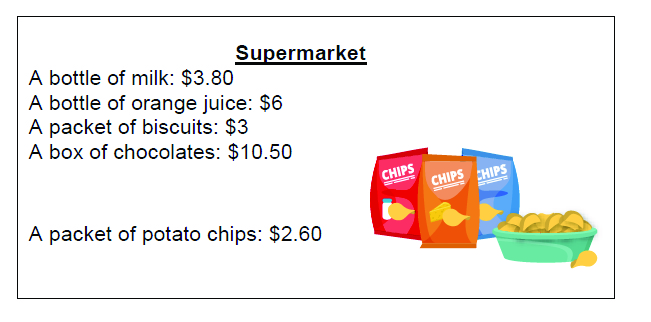 Supermarket
A bottle of milk: $3.80
A bottle of orange juice: $6
A packet of biscuits: $3
A box of chocolates: $10.50
CHIPS CHIPS CHIPS
A packet of potato chips: $2.60